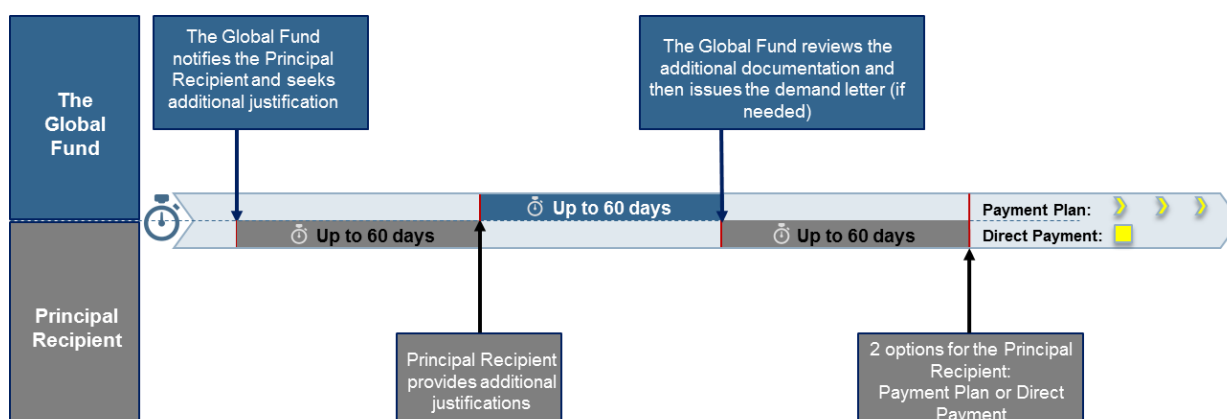 The
Global
Fund
Principal
Recipient
The Global Fund
notifies the Principal
Recipient and seeks
additional justification
The Global Fund reviews the
additional documentation and
then issues the demand letter (if
needed)
Up to 60 days
Up to 60 days
Up to 60 days
Payment Plan:
Direct Payment:
Principal Recipient
provides additional
justifications
2 options for the Principal
Recipient:
Payment Plan or Direct
Payment